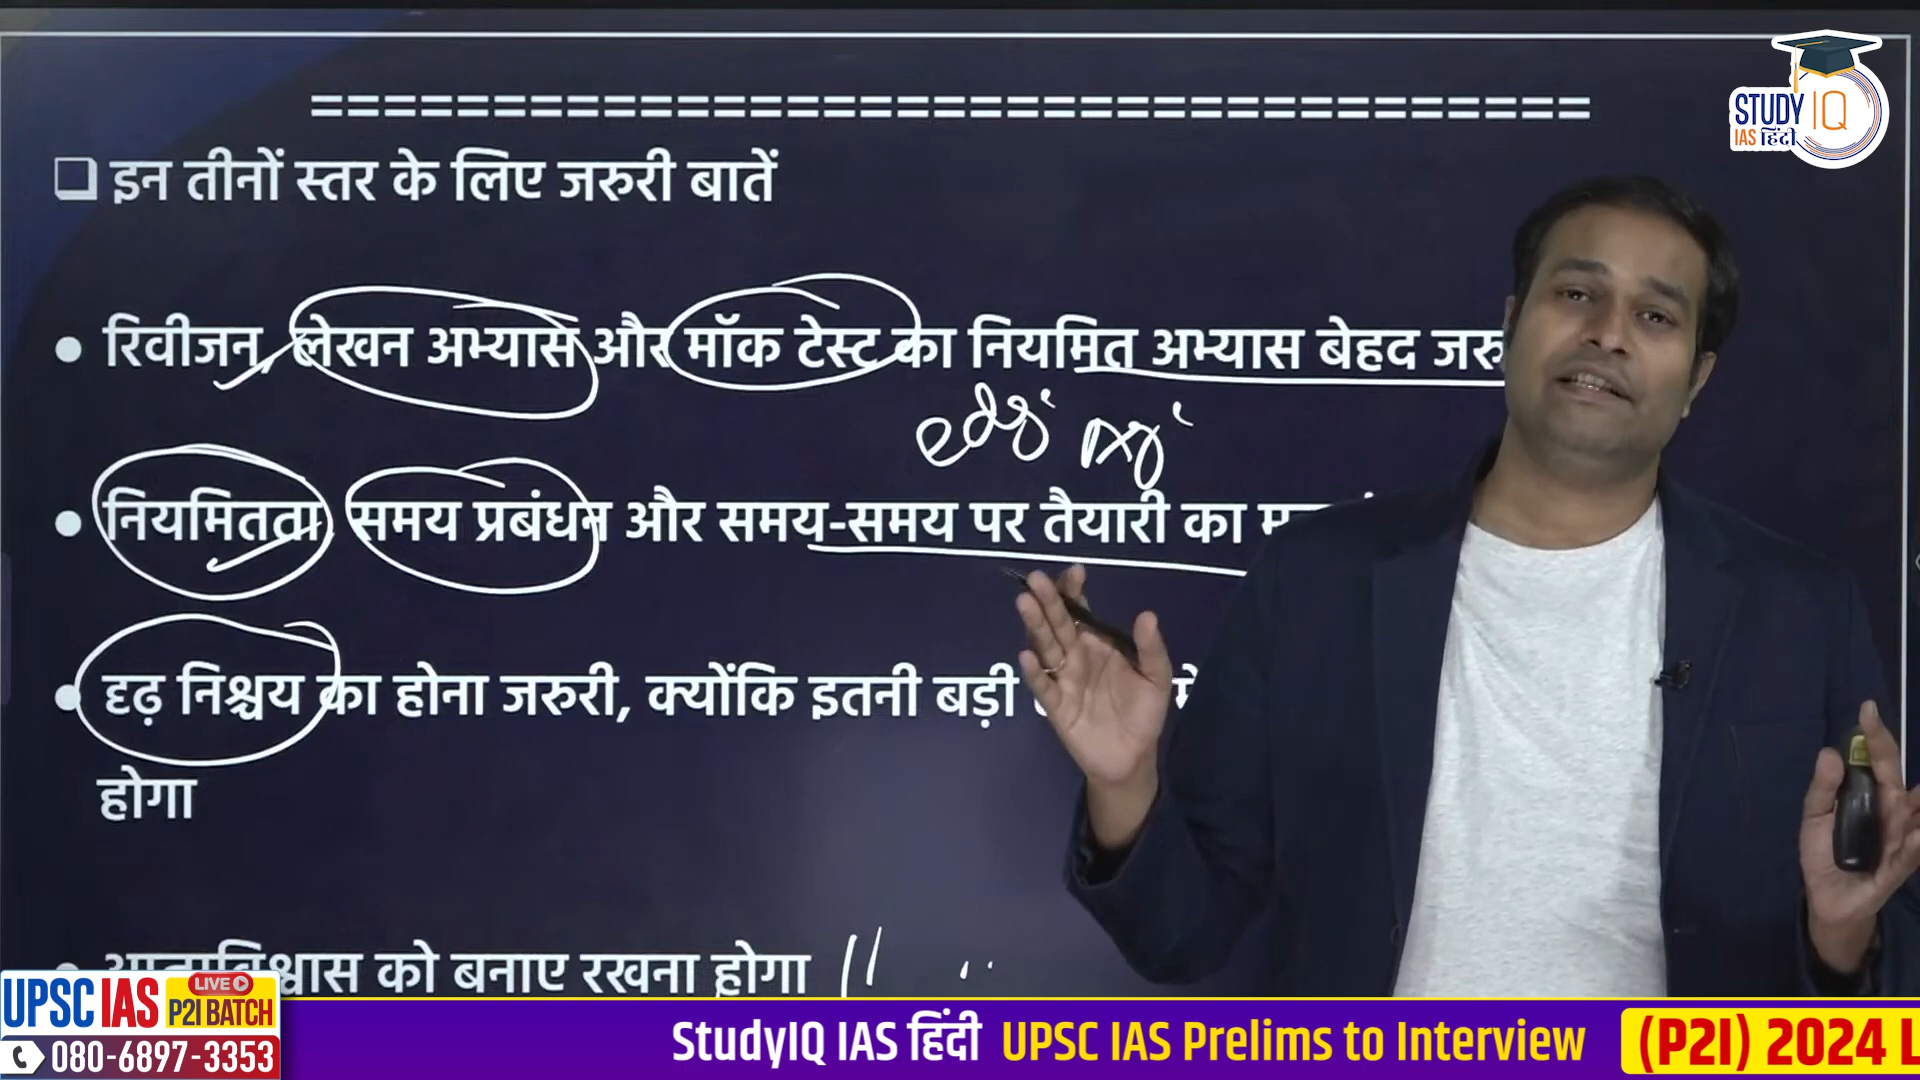 STUDY IQ
IAS हिंदी
================================================
❑ इन तीनों स्तर के लिए जरुरी बातें
• रिवीजन, लेखन अभ्यास और मॉक टेस्ट का नियमित अभ्यास बेहद जरु
• नियमितता, समय प्रबंधन और समय-समय पर तैयारी का
• दृढ़ निश्चय का होना जरुरी, क्योंकि इतनी बड़ी
होगा
• आत्मविश्वास को बनाए रखना होगा
UPSC IAS LIVE P2I BATCH
080-6897-3353
StudyIQ IAS हिंदी UPSC IAS Prelims to Interview (P2I) 2024 L